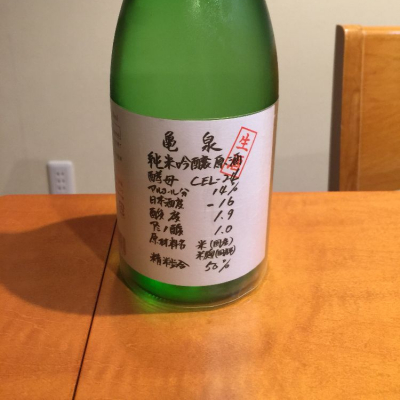 亀泉
純米吟醸原酒
生酒
酵母 CEL-24
アルコール分 14%
日本酒度 -16
酸度 1.9
アミノ酸 1.0
原材料名 米(国産)
米麹(国産米)
精米歩合 50%